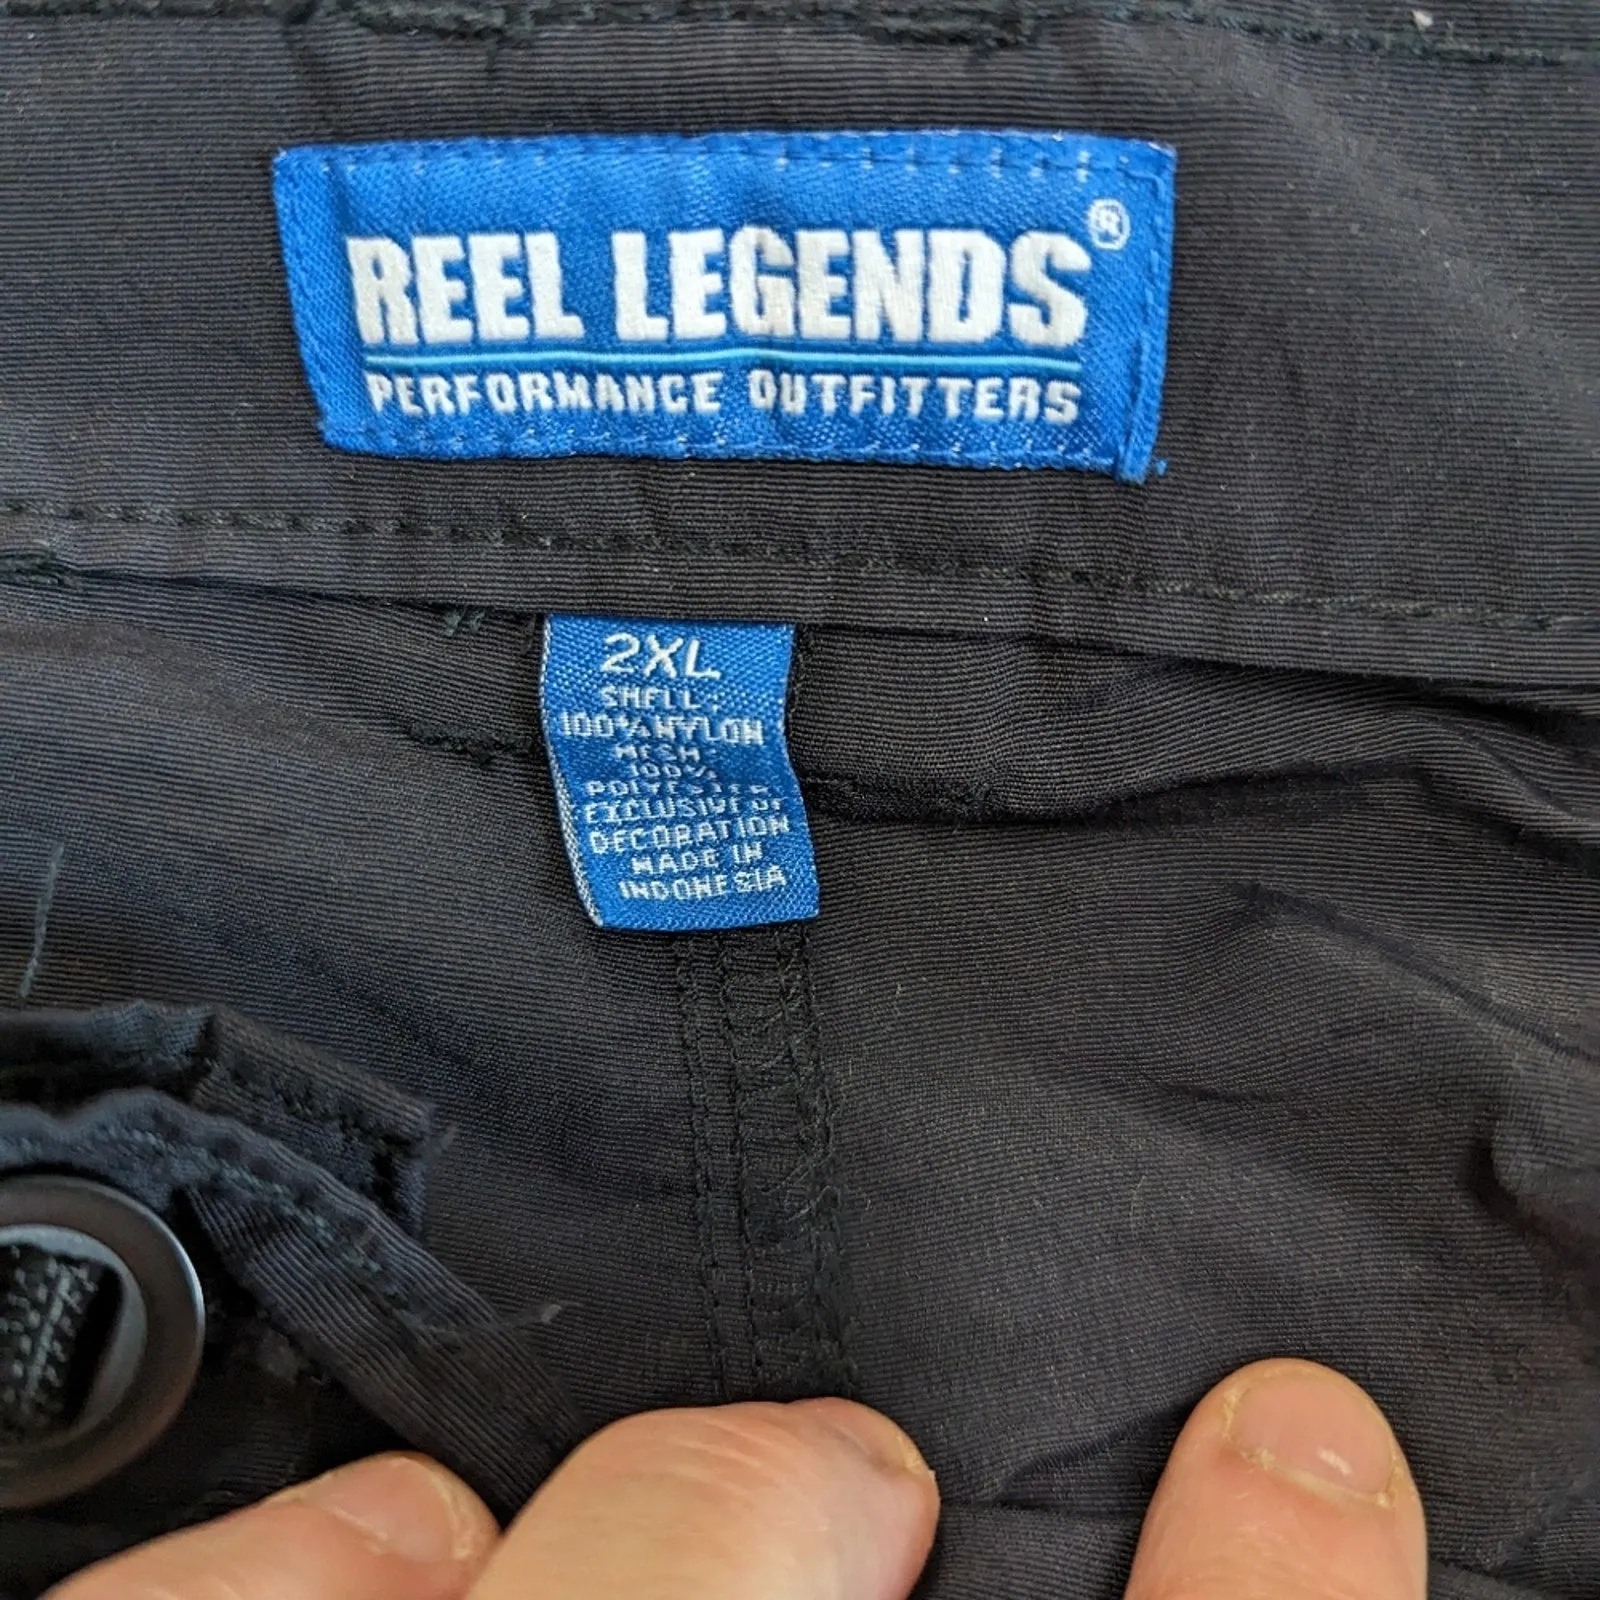 REEL LEGENDS®
PERFORMANCE OUTFITTERS
2XL
SHELL:
100% NYLON
MESH:
100%
POLYESTER
EXCLUSIVE OF
DECORATION
MADE IN
INDONESIA